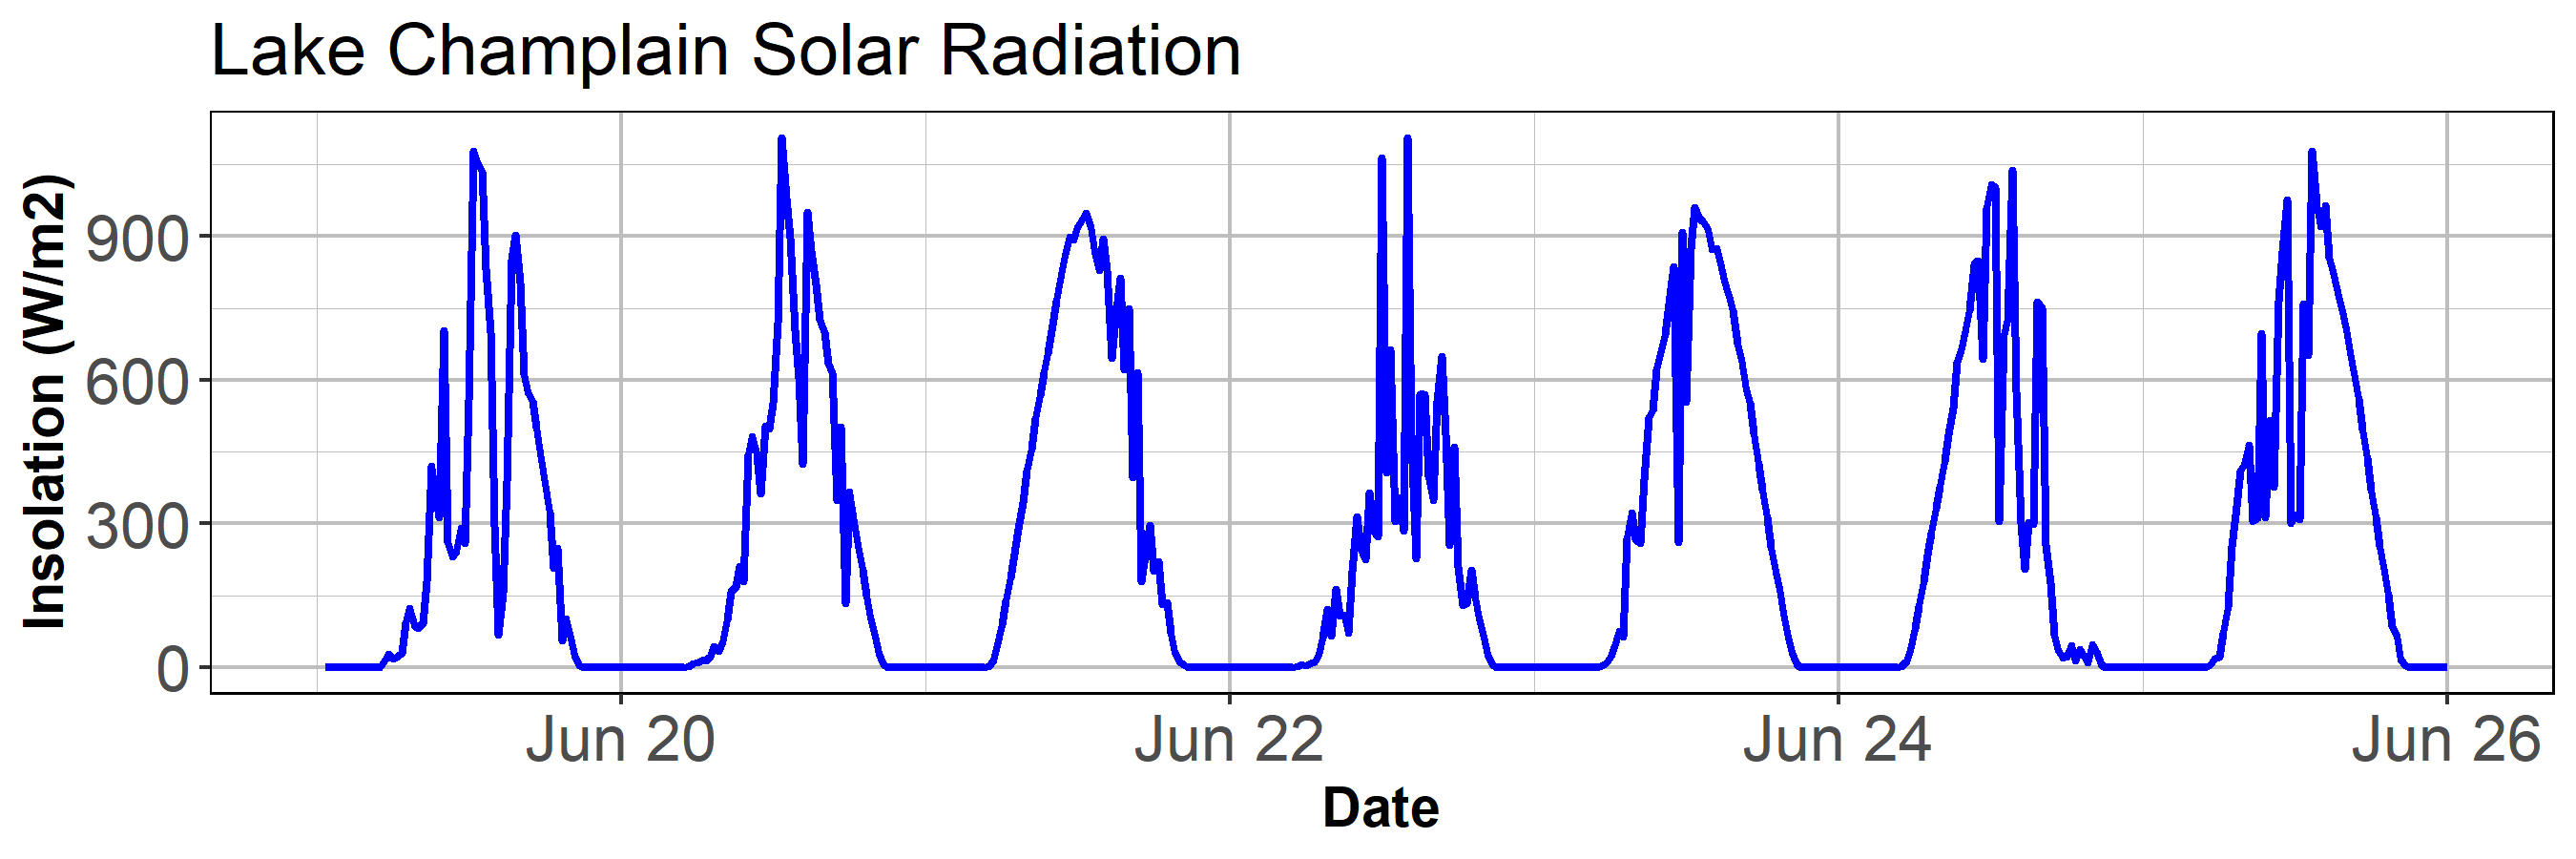 Lake Champlain Solar Radiation
Insolation (W/m2)
900
600
300
0
Jun 20
Jun 22
Jun 24
Jun 26
Date